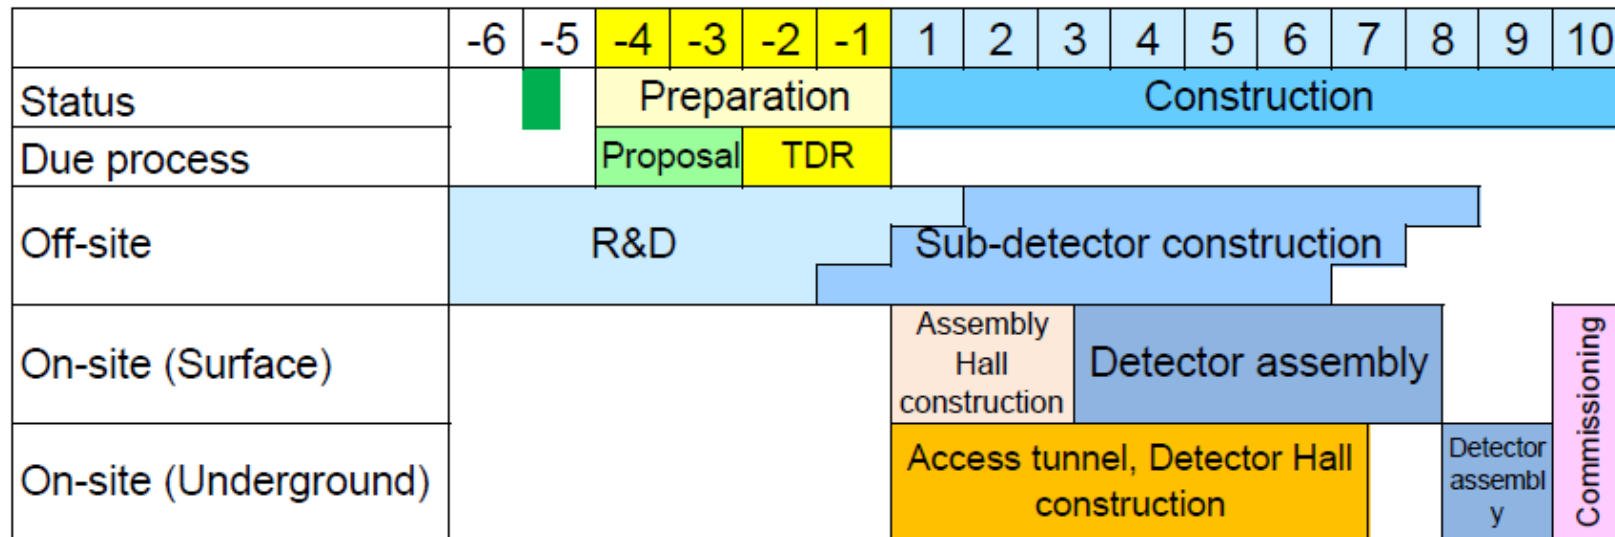 -6 -5 -4 -3 -2 -1 1 2 3 4 5 6 7 8 9 10
Status Preparation Construction
Due process Proposal TDR
Off-site R&D Sub-detector construction
On-site (Surface)
Assembly
Hall
construction
Detector assembly
Commissioning
On-site (Underground)
Access tunnel, Detector Hall
construction
Detector
assembl
y